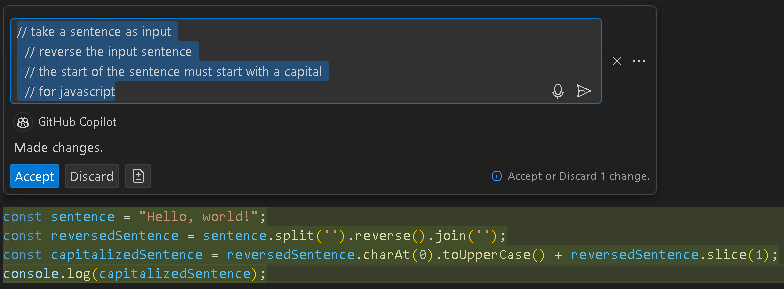 // take a sentence as input
// reverse the input sentence
// the start of the sentence must start with a capital
// for javascript
GitHub Copilot
Made changes.
Accept
Discard
Accept or Discard 1 change.
const sentence = "Hello, world!";
const reversedSentence = sentence.split("").reverse().join("");
const capitalizedSentence = reversedSentence.charAt(0).toUpperCase() + reversedSentence.slice(1);
console.log(capitalizedSentence);